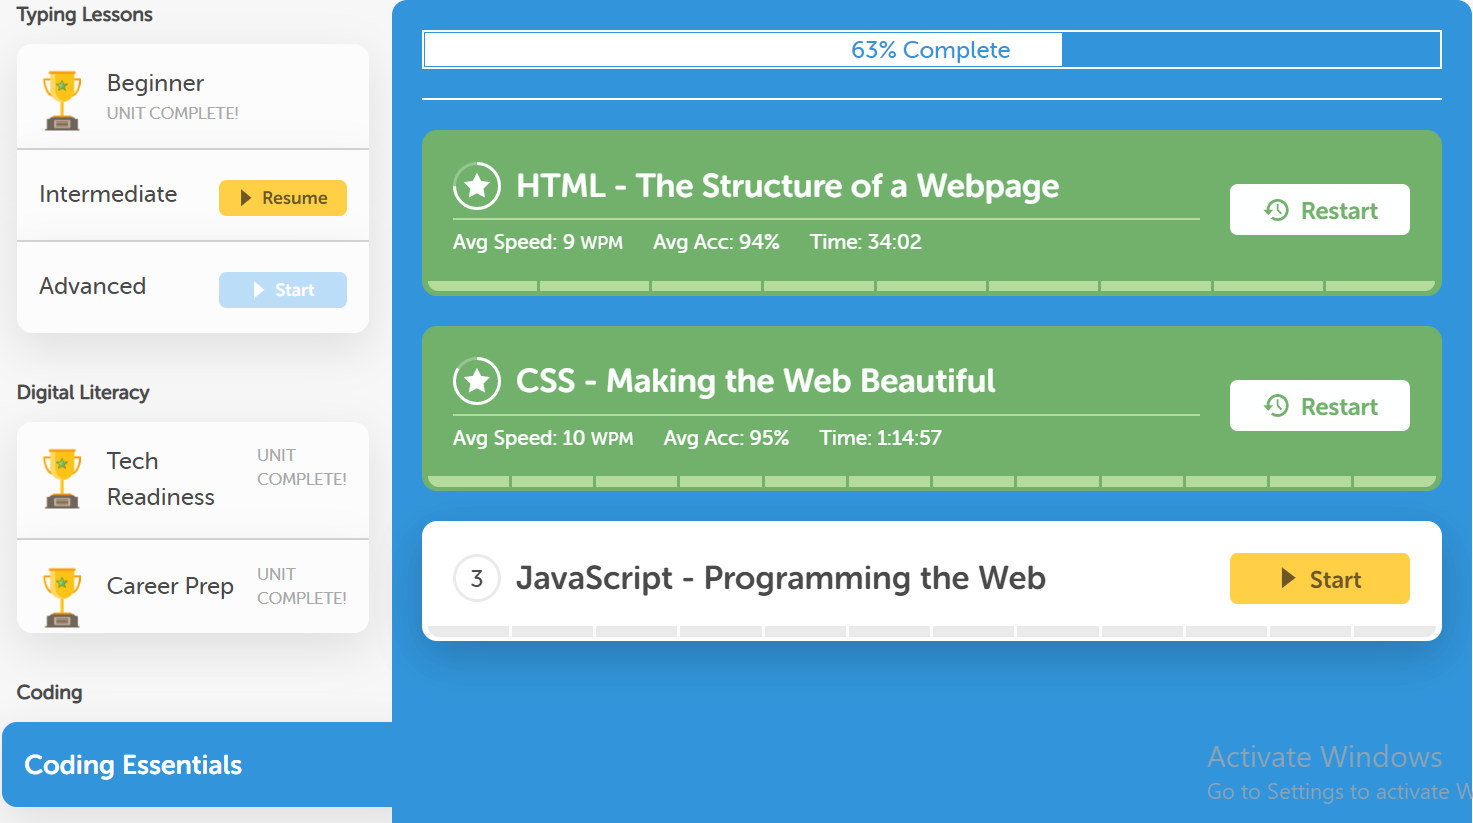 Typing Lessons
Beginner
UNIT COMPLETE!
Intermediate
Resume
Advanced
Start
Digital Literacy
Tech
Readiness
UNIT
COMPLETE!
Career Prep
UNIT
COMPLETE!
Coding
Coding Essentials
63% Complete
HTML - The Structure of a Webpage
Avg Speed: 9 WPM Avg Acc: 94% Time: 34:02
Restart
CSS - Making the Web Beautiful
Avg Speed: 10 WPM Avg Acc: 95% Time: 1:14:57
Restart
3 JavaScript - Programming the Web
Start
Activate Windows
Go to Settings to activate W